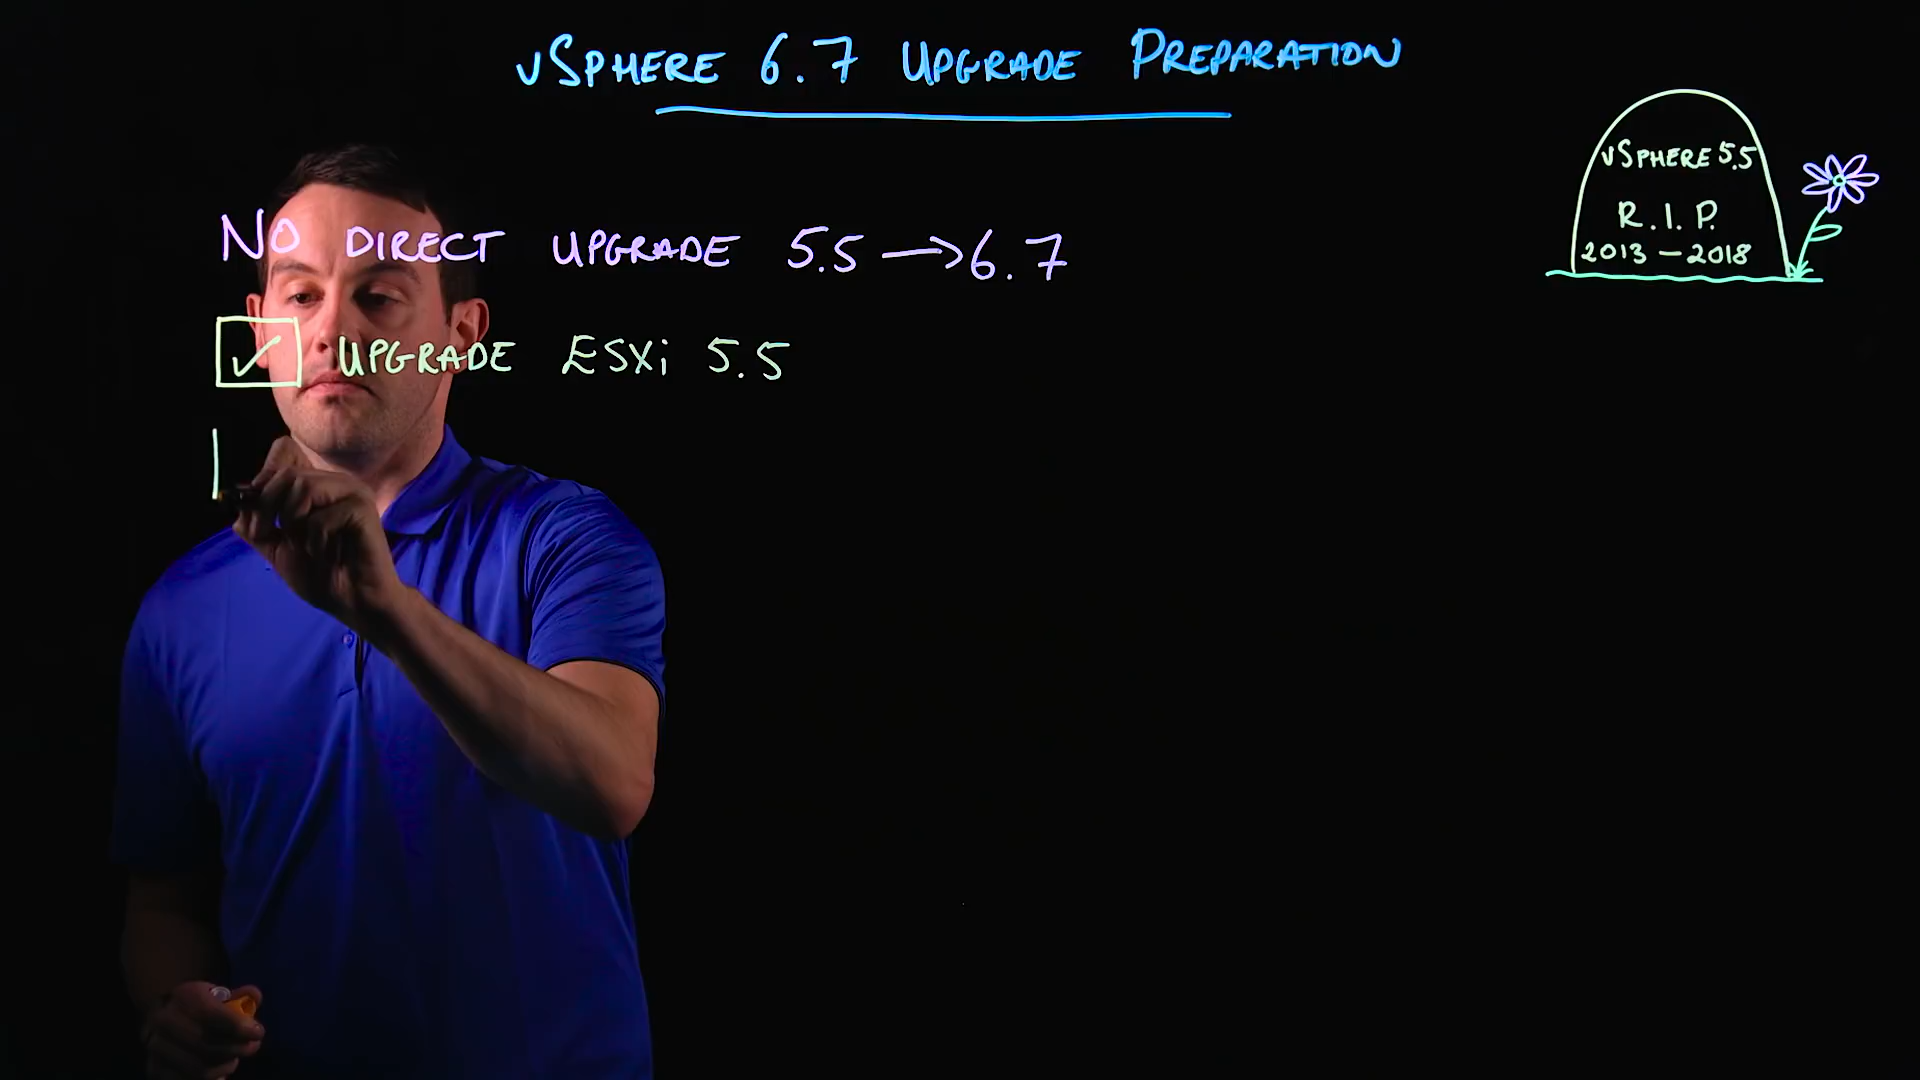 vSPHERE 6.7 UPGRADE PREPARATION
vSPHERE 5.5
R.I.P.
2013 — 2018
NO DIRECT UPGRADE 5.5 → 6.7
✓ UPGRADE ESXi 5.5